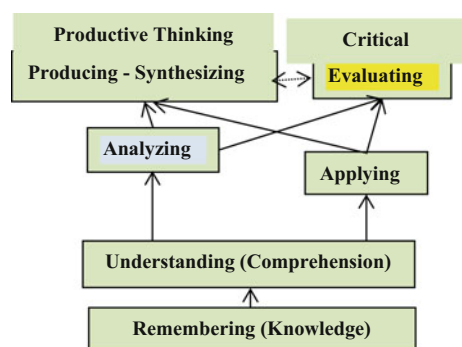 Productive Thinking
Producing - Synthesizing
Critical
Evaluating
Analyzing
Applying
Understanding (Comprehension)
Remembering (Knowledge)